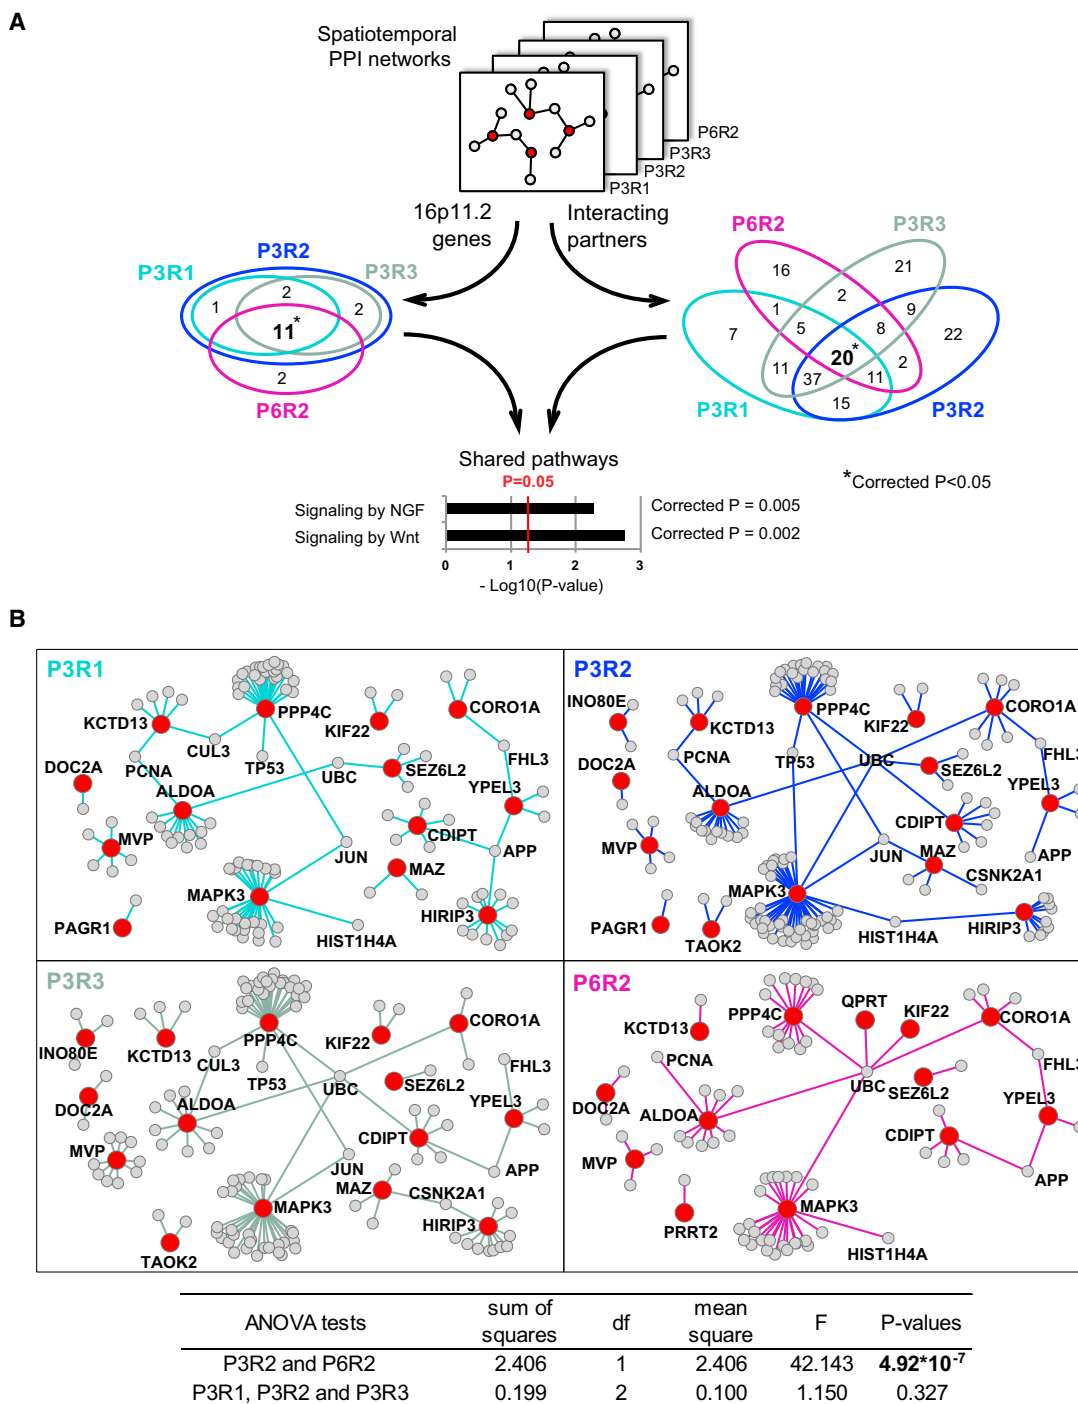 A
Spatiotemporal
PPI networks
P6R2
P3R3
P3R2
P3R1
16p11.2
genes
Interacting
partners
P3R2
P3R1
P3R3
1
2
2
11*
2
P6R2
P6R2
P3R3
16
21
2
1
9
7
5
8
22
20*
2
11
37
11
15
P3R1
P3R2
Shared pathways
P=0.05
*Corrected P<0.05
Signaling by NGF
Corrected P = 0.005
Signaling by Wnt
Corrected P = 0.002
0 1 2 3
- Log10(P-value)
B
P3R1
KCTD13
PPP4C
KIF22
CORO1A
CUL3
TP53
UBC
FHL3
DOC2A
PCNA
SEZ6L2
ALDOA
YPEL3
MVP
CDIPT
JUN
APP
MAZ
MAPK3
HIRIP3
PAGR1
HIST1H4A
P3R2
INO80E
KCTD13
PPP4C
KIF22
CORO1A
PCNA
TP53
UBC
FHL3
DOC2A
SEZ6L2
ALDOA
YPEL3
CDIPT
MVP
JUN
MAZ
APP
CSNK2A1
MAPK3
PAGR1
TAOK2
HIST1H4A
HIRIP3
P3R3
INO80E
KCTD13
PPP4C
KIF22
CORO1A
CUL3
TP53
UBC
FHL3
SEZ6L2
DOC2A
ALDOA
YPEL3
MVP
CDIPT
JUN
APP
MAZ
CSNK2A1
MAPK3
HIRIP3
TAOK2
P6R2
KCTD13
PPP4C
QPRT
KIF22
CORO1A
PCNA
UBC
FHL3
SEZ6L2
DOC2A
ALDOA
YPEL3
CDIPT
MVP
APP
MAPK3
PRRT2
HIST1H4A
ANOVA tests sum of squares df mean square F P-values
P3R2 and P6R2 2.406 1 2.406 42.143 4.92*10-7
P3R1, P3R2 and P3R3 0.199 2 0.100 1.150 0.327